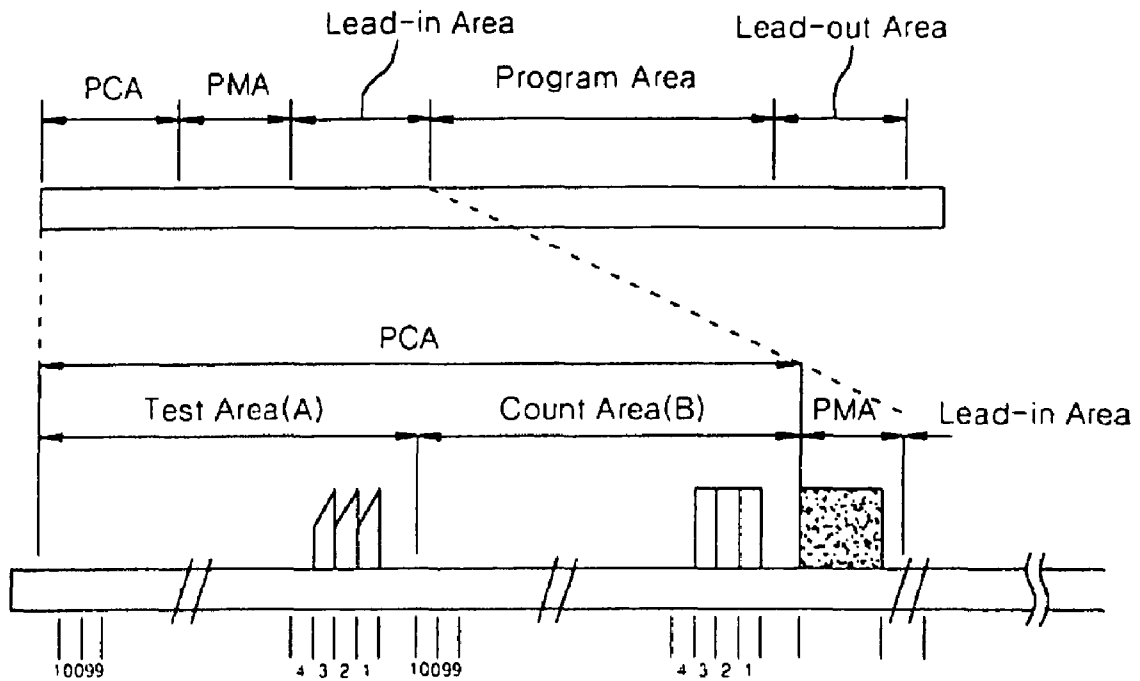 Lead-in Area Lead-out Area
PCA PMA Program Area
PCA
Test Area(A) Count Area(B) PMA Lead-in Area
10099 4 3 2 1 10099 4 3 2 1